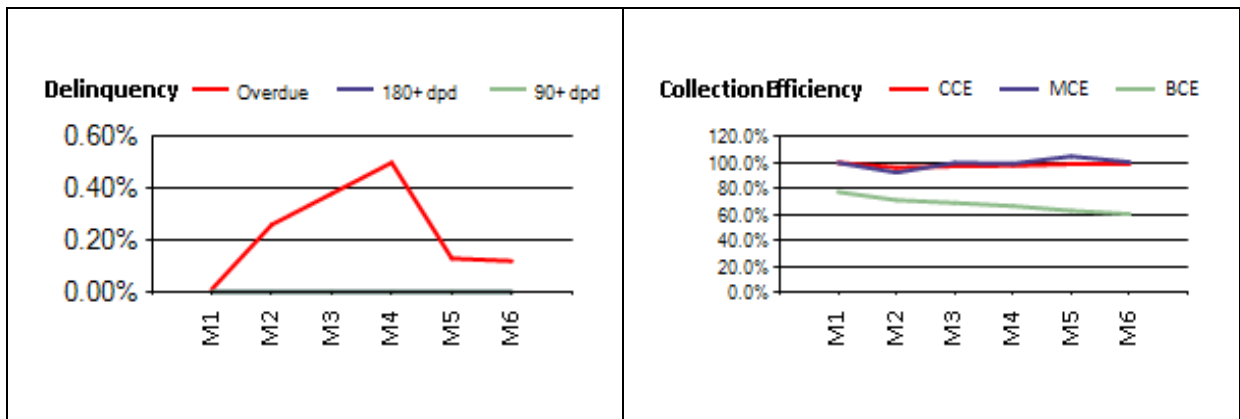 Delinquency Overdue 180+ dpd 90+ dpd
0.60%
0.40%
0.20%
0.00%
M1 M2 M3 M4 M5 M6
Collection Efficiency CCE MCE BCE
120.0%
100.0%
80.0%
60.0%
40.0%
20.0%
0.0%
M1 M2 M3 M4 M5 M6